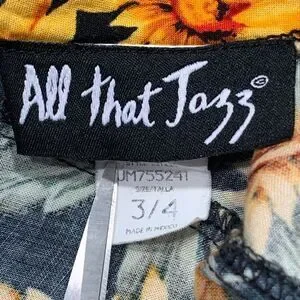 All That Jazz ©
UM755241
SIZE/TALLA
3/4
MADE IN MEXICO